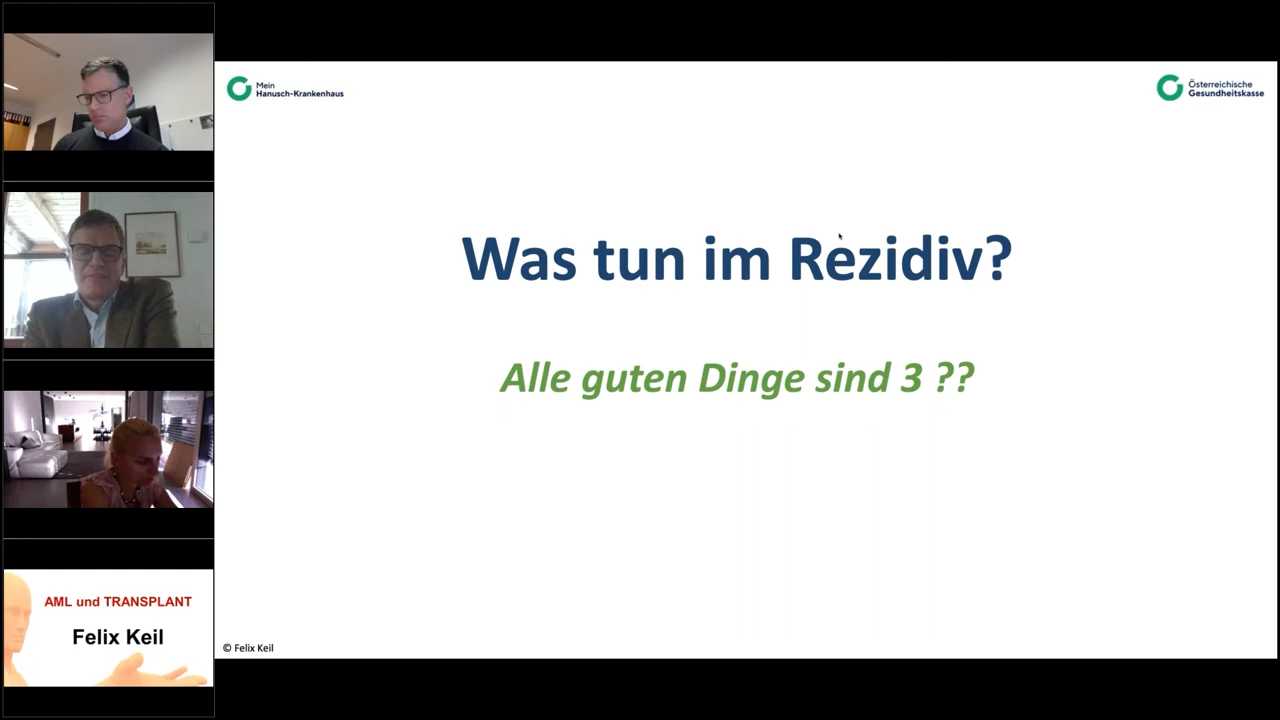 Mein
Hanusch-Krankenhaus
Österreichische
Gesundheitskasse
Was tun im Rezidiv?
Alle guten Dinge sind 3 ??
AML und TRANSPLANT
Felix Keil
© Felix Keil